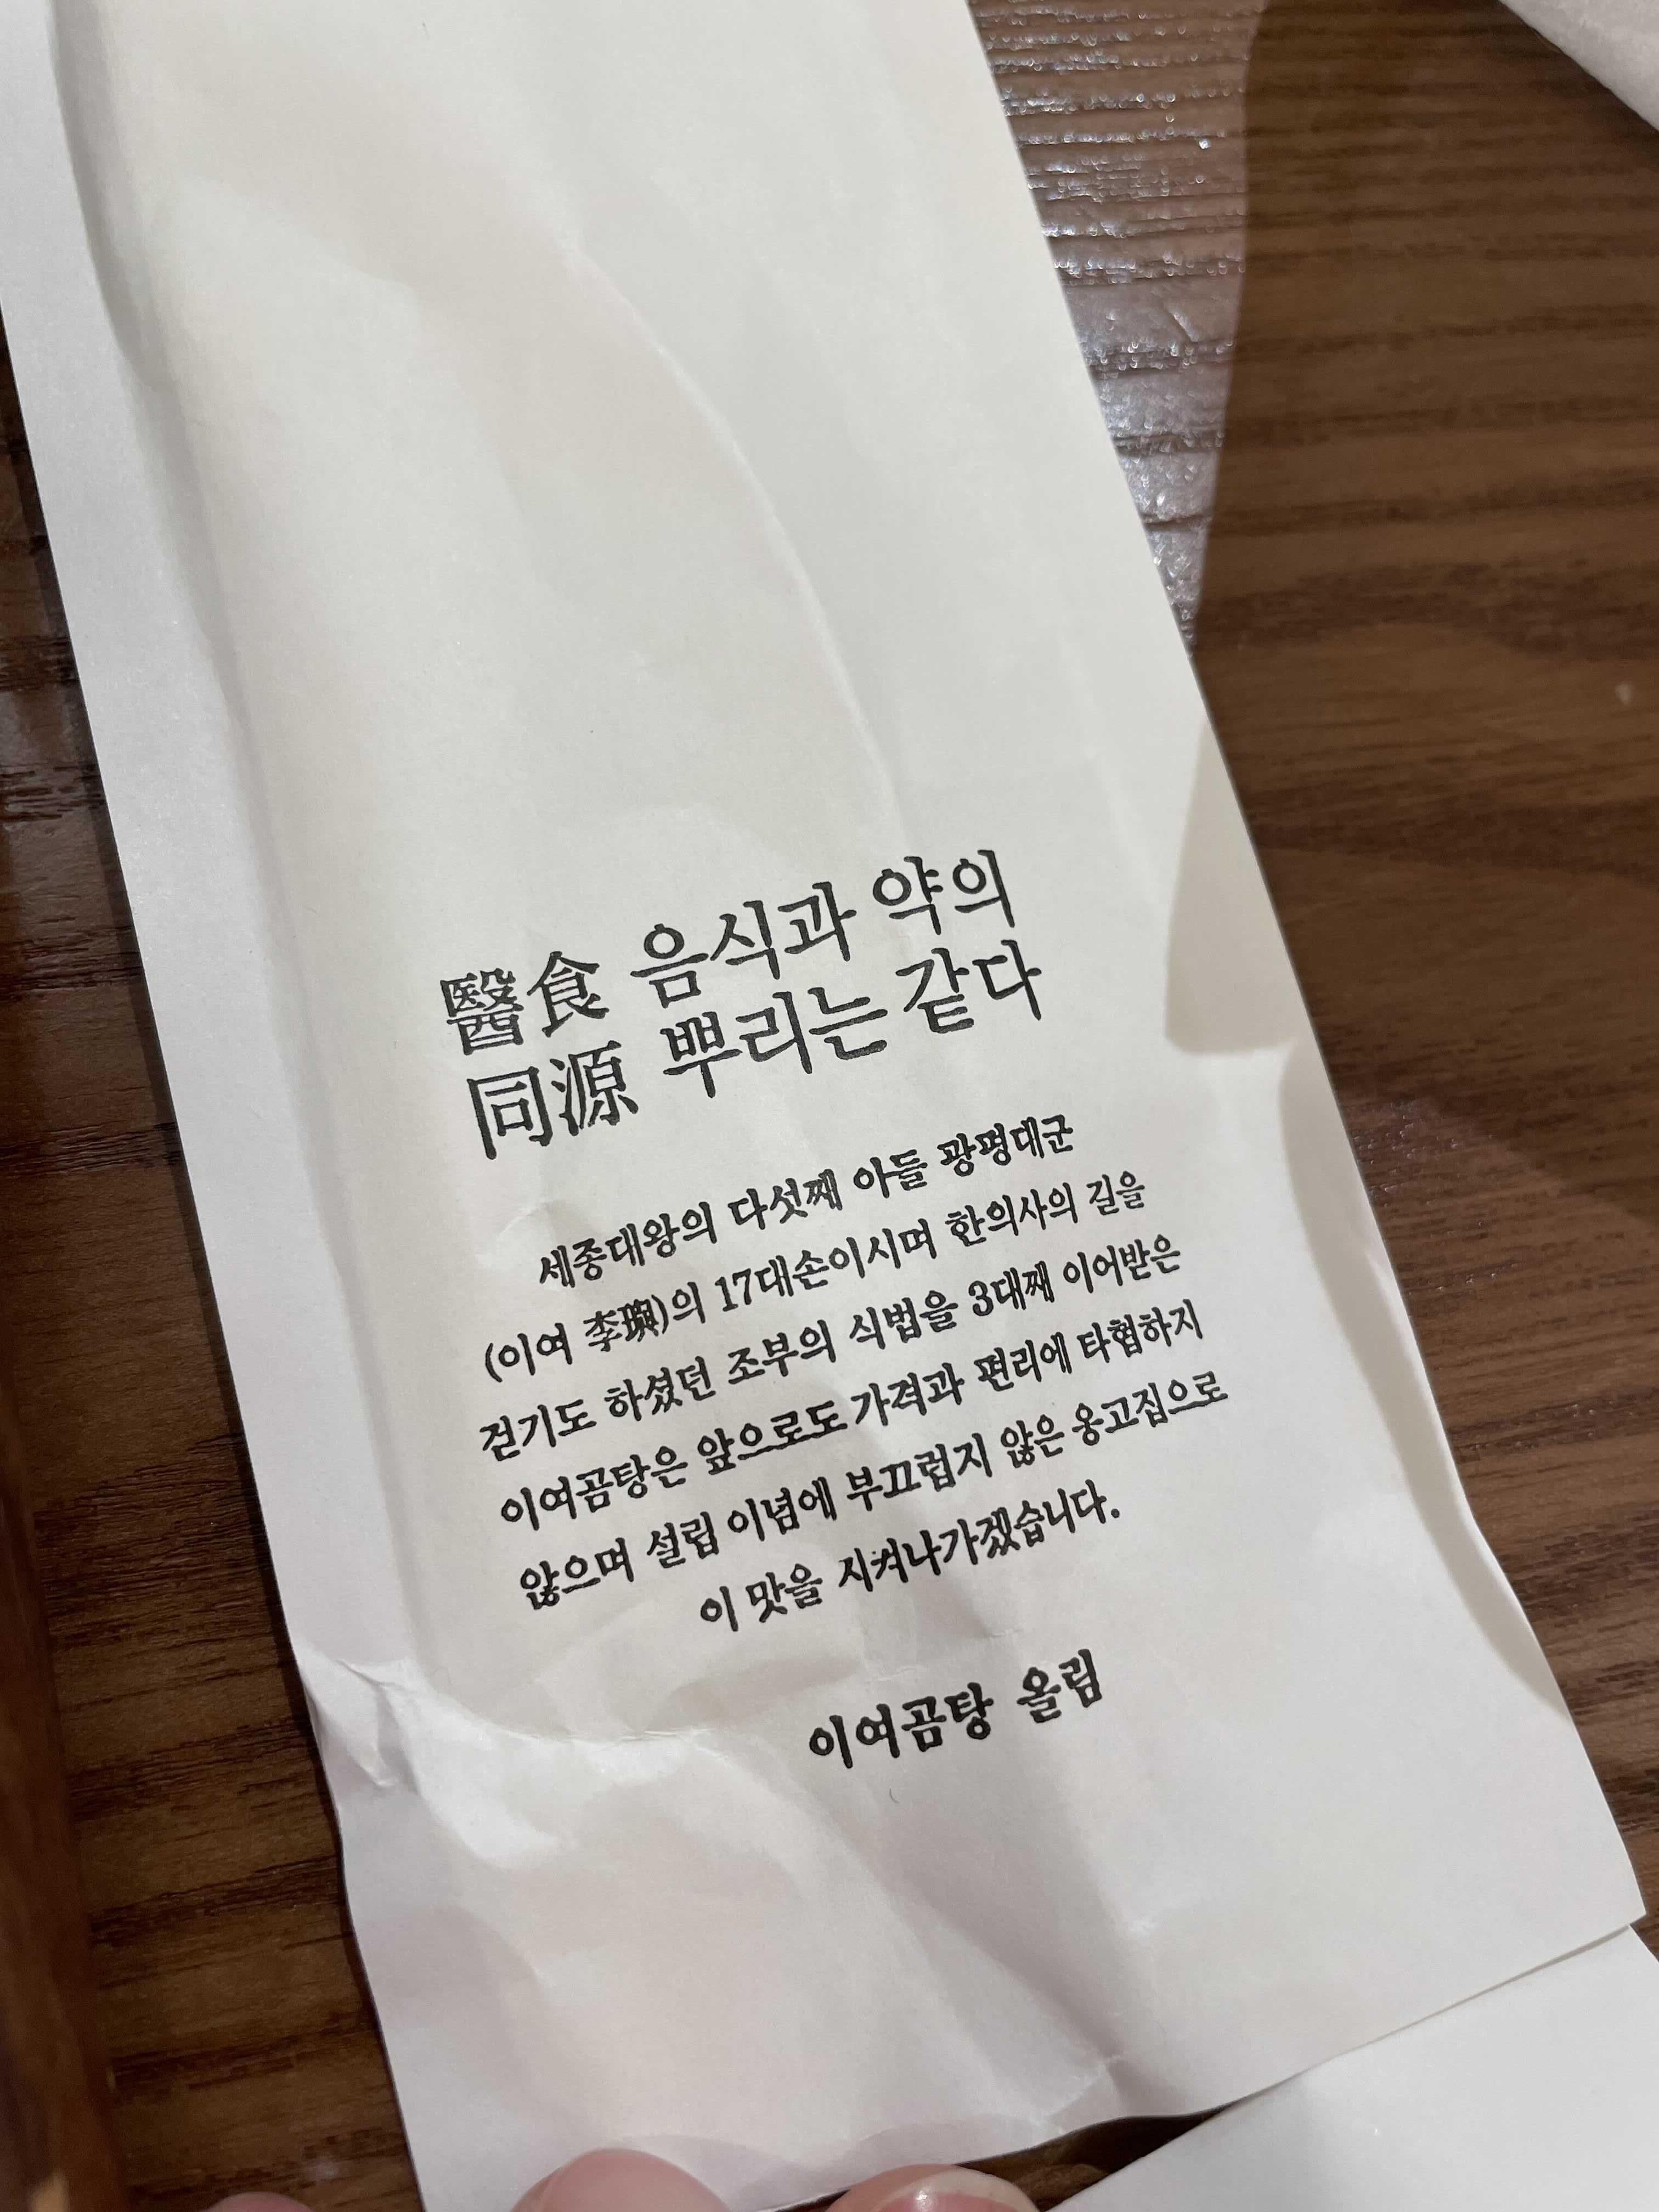 醫食 음식과 약의
同源 뿌리는 같다
세종대왕의 다섯째 아들 광평대군
(이여 李璵)의 17대손이시며 한의사의 길을
걷기도 하셨던 조부의 식법을 3대째 이어받은
이여곰탕은 앞으로도 가격과 편리에 타협하지
않으며 설립 이념에 부끄럽지 않은 옹고집으로
이 맛을 지켜나가겠습니다.
이여곰탕 올림